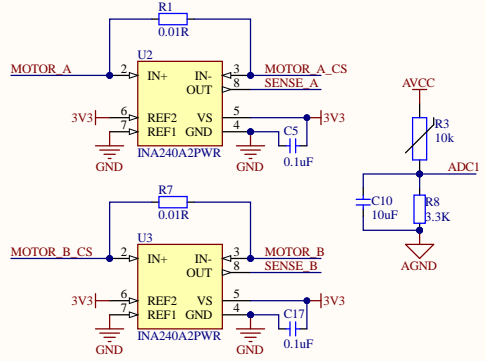 R1
0.01R
U2
MOTOR_A 2 IN+ IN- 3 MOTOR_A_CS
OUT 8 SENSE_A
3V3 6 REF2 VS 5 3V3
7 REF1 GND 4 C5
GND INA240A2PWR GND 0.1uF
R7
0.01R
U3
MOTOR_B_CS 2 IN+ IN- 3 MOTOR_B
OUT 8 SENSE_B
3V3 6 REF2 VS 5 3V3
7 REF1 GND 4 C17
GND INA240A2PWR GND 0.1uF
AVCC
R3
10k
ADC1
C10 R8
10uF 3.3K
AGND